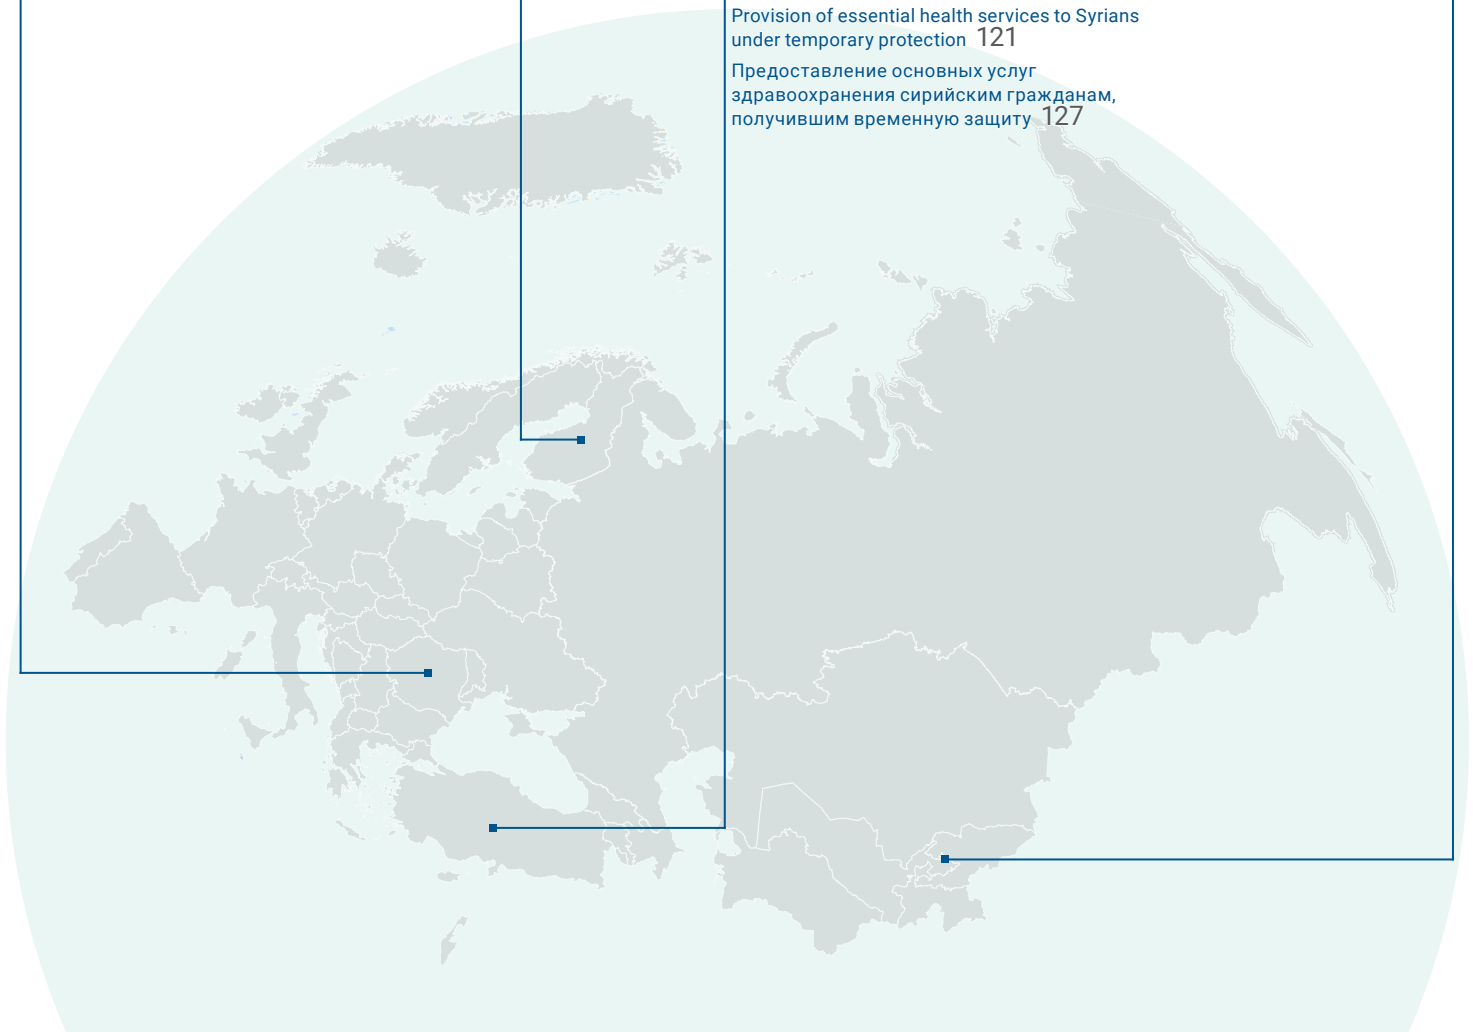 Provision of essential health services to Syrians
under temporary protection 121
Предоставление основных услуг
здравоохранения сирийским гражданам,
получившим временную защиту 127